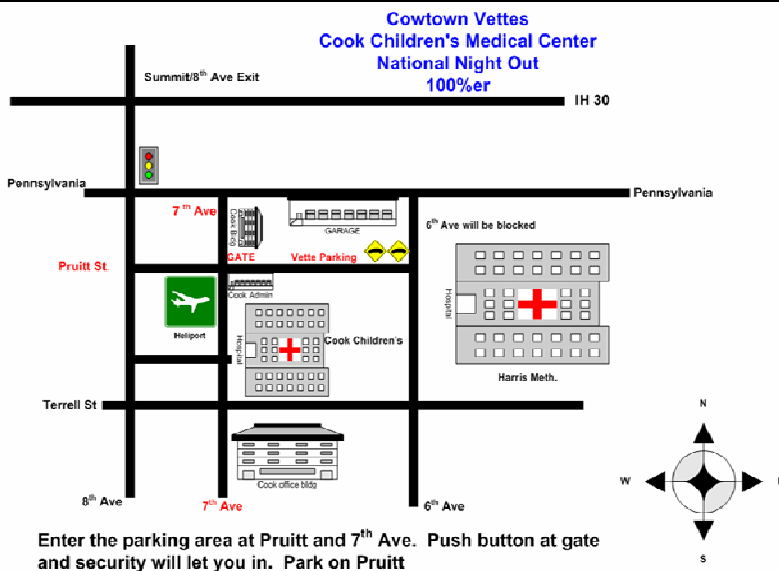 Cowtown Vettes
Cook Children's Medical Center
National Night Out
100%er
Summit/8th Ave Exit
IH 30
Pennsylvania
Pennsylvania
7 th Ave
Cook Bldg
GARAGE
6th Ave will be blocked
GATE
Vette Parking
Pruitt St
Cook Admin
Heliport
Hospital
Cook Children's
Hospital
Harris Meth.
Terrell St
Cook office bldg
8th Ave
7th Ave
6th Ave
N
W
S
Enter the parking area at Pruitt and 7th Ave. Push button at gate
and security will let you in. Park on Pruitt